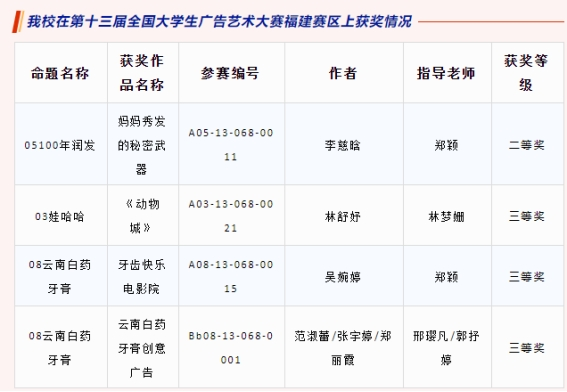 我校在第十三届全国大学生广告艺术大赛福建赛区上获奖情况
命题名称
获奖作
品名称
参赛编号
作者
指导老师
获奖等
级
05100年润发
妈妈秀发
的秘密武
器
A05-13-068-00
11
李慈晗
郑颖
二等奖
03娃哈哈
《动物
城》
A03-13-068-00
21
林舒妤
林梦姗
三等奖
08云南白药
牙膏
牙齿快乐
电影院
A08-13-068-00
15
吴婉婷
郑颖
三等奖
08云南白药
牙膏
云南白药
牙膏创意
广告
Bb08-13-068-0
001
范淑蕾/张宇婷/郑
丽霞
邢璎凡/郭抒
婷
三等奖